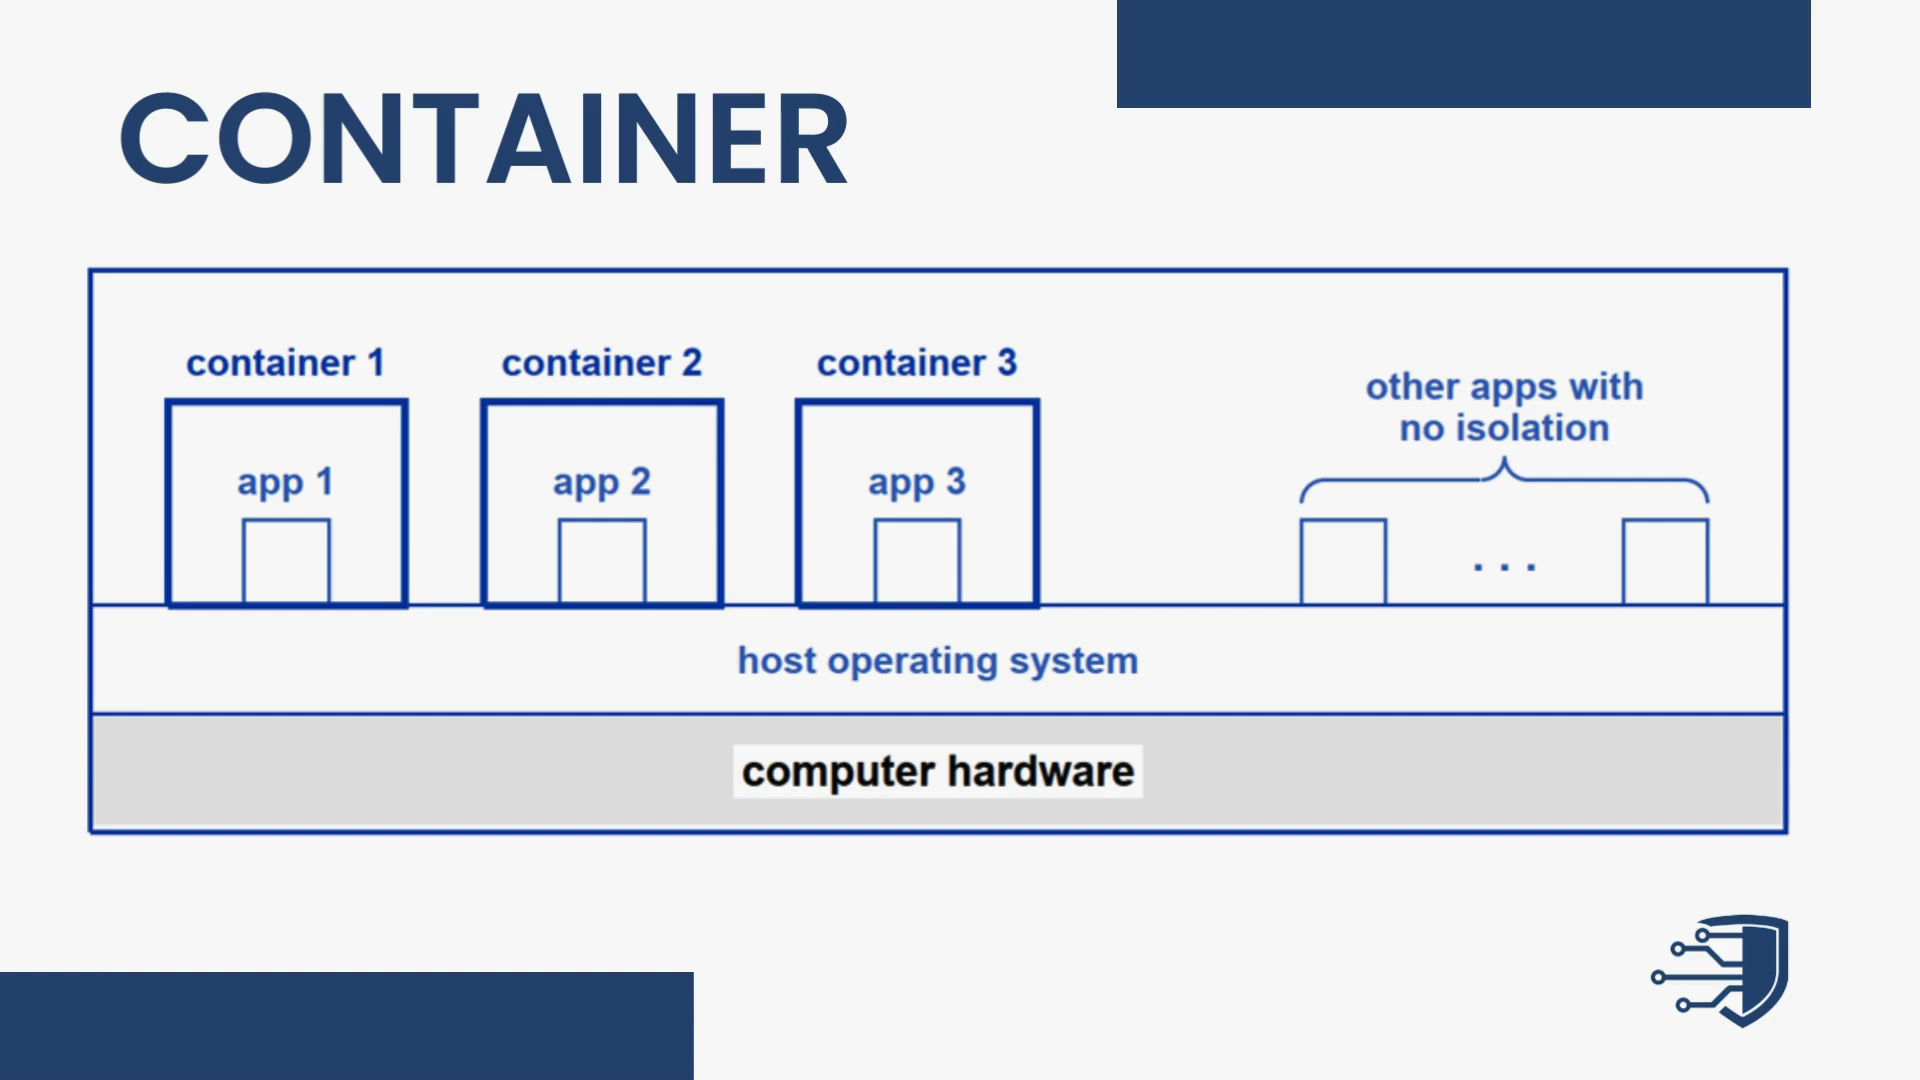 CONTAINER
container 1
container 2
container 3
other apps with
no isolation
app 1
app 2
app 3
. . .
host operating system
computer hardware